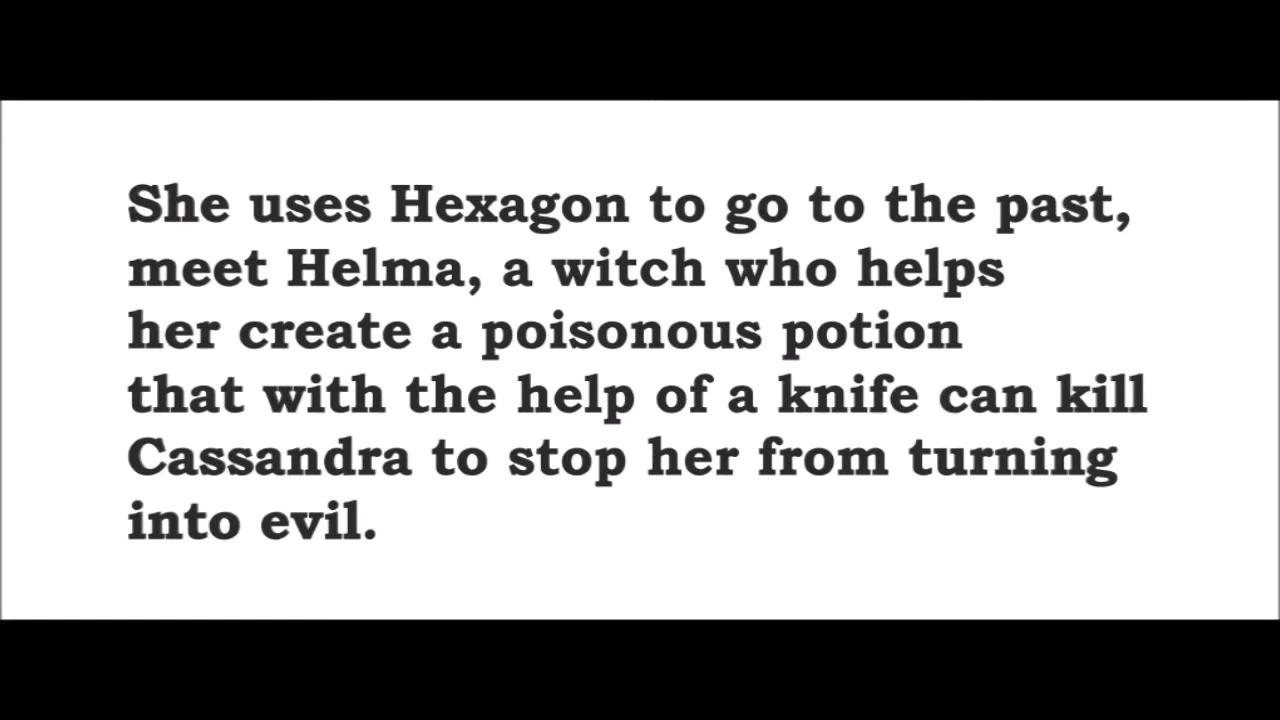 She uses Hexagon to go to the past,
meet Helma, a witch who helps
her create a poisonous potion
that with the help of a knife can kill
Cassandra to stop her from turning
into evil.